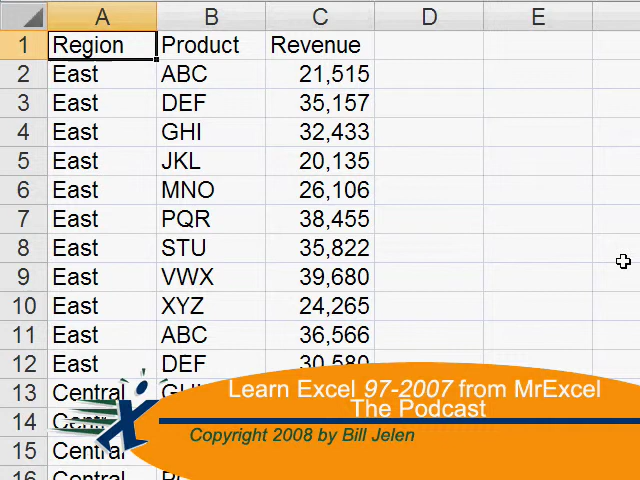 A B C D E
1 Region Product Revenue
2 East ABC 21,515
3 East DEF 35,157
4 East GHI 32,433
5 East JKL 20,135
6 East MNO 26,106
7 East PQR 38,455
8 East STU 35,822
9 East VWX 39,680
10 East XYZ 24,265
11 East ABC 36,566
12 East DEF 30,580
13 Central
14 Central
15 Central
16 Central
Learn Excel 97-2007 from MrExcel
The Podcast
Copyright 2008 by Bill Jelen